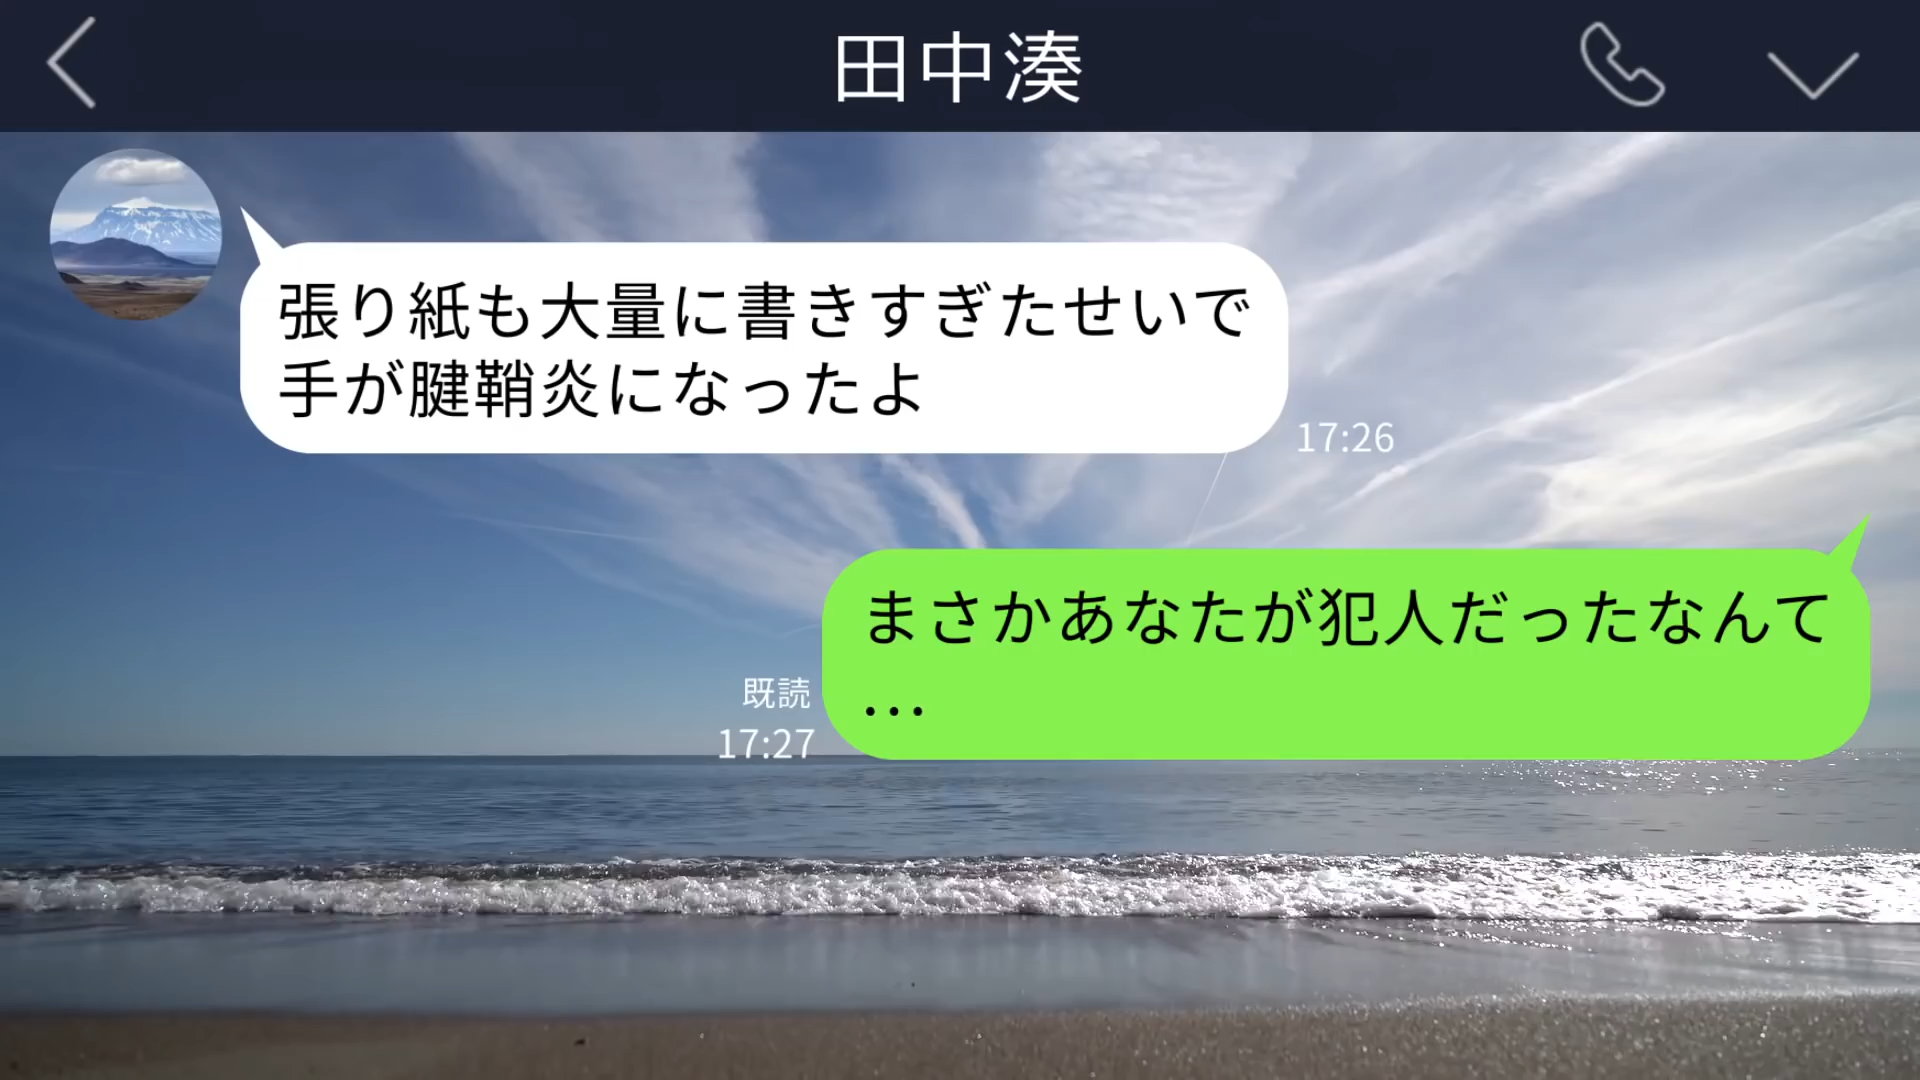 田中湊
張り紙も大量に書きすぎたせいで
手が腱鞘炎になったよ
17:26
まさかあなたが犯人だったなんて
…
既読
17:27